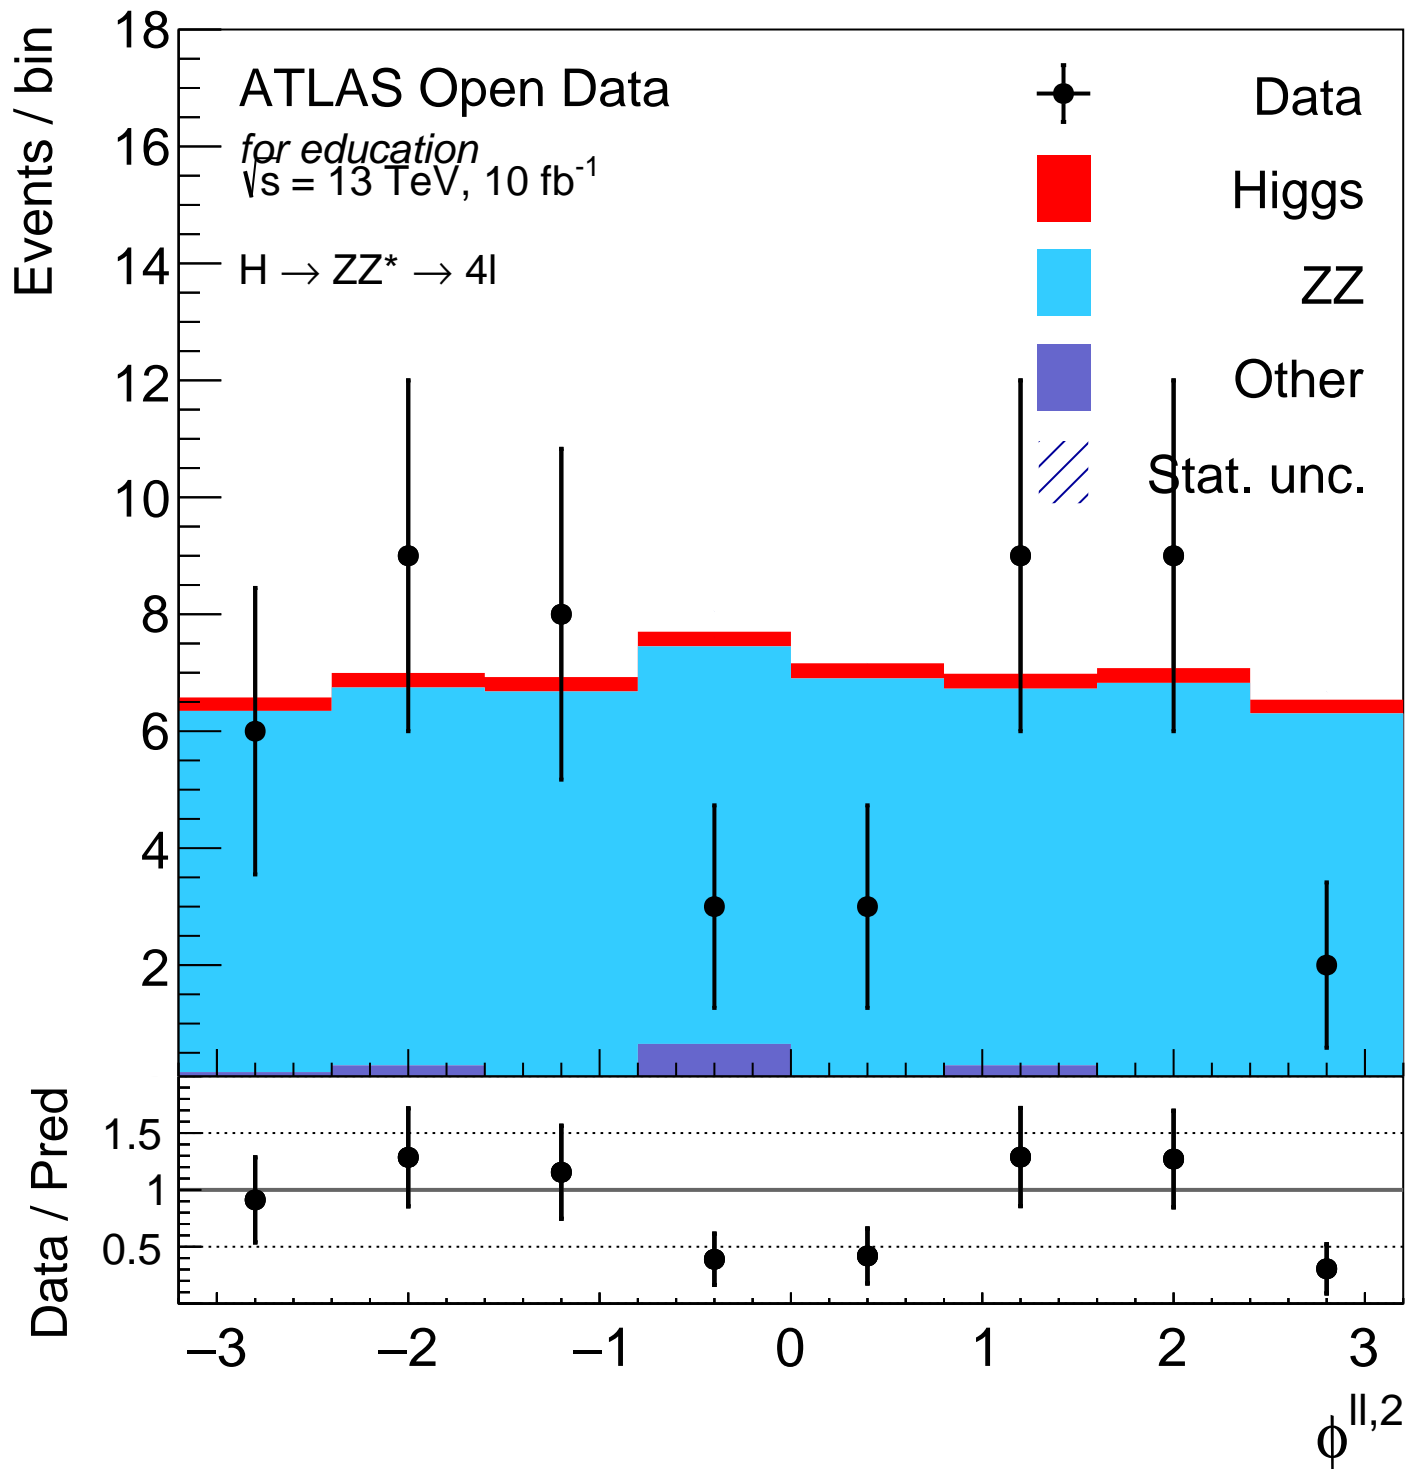 Events / bin
18
16
14
12
10
8
6
4
2
ATLAS Open Data
for education
√s = 13 TeV, 10 fb-1
H → ZZ* → 4l
Data
Higgs
ZZ
Other
Stat. unc.
Data / Pred
1.5
1
0.5
−3 −2 −1 0 1 2 3
ϕll,2